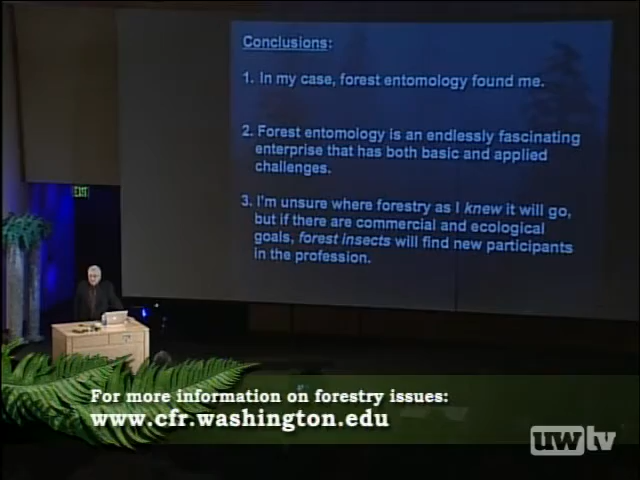 Conclusions:
1. In my case, forest entomology found me.
2. Forest entomology is an endlessly fascinating
enterprise that has both basic and applied
challenges.
3. I'm unsure where forestry as I knew it will go,
but if there are commercial and ecological
goals, forest insects will find new participants
in the profession.
EXIT
For more information on forestry issues:
www.cfr.washington.edu
uwtv